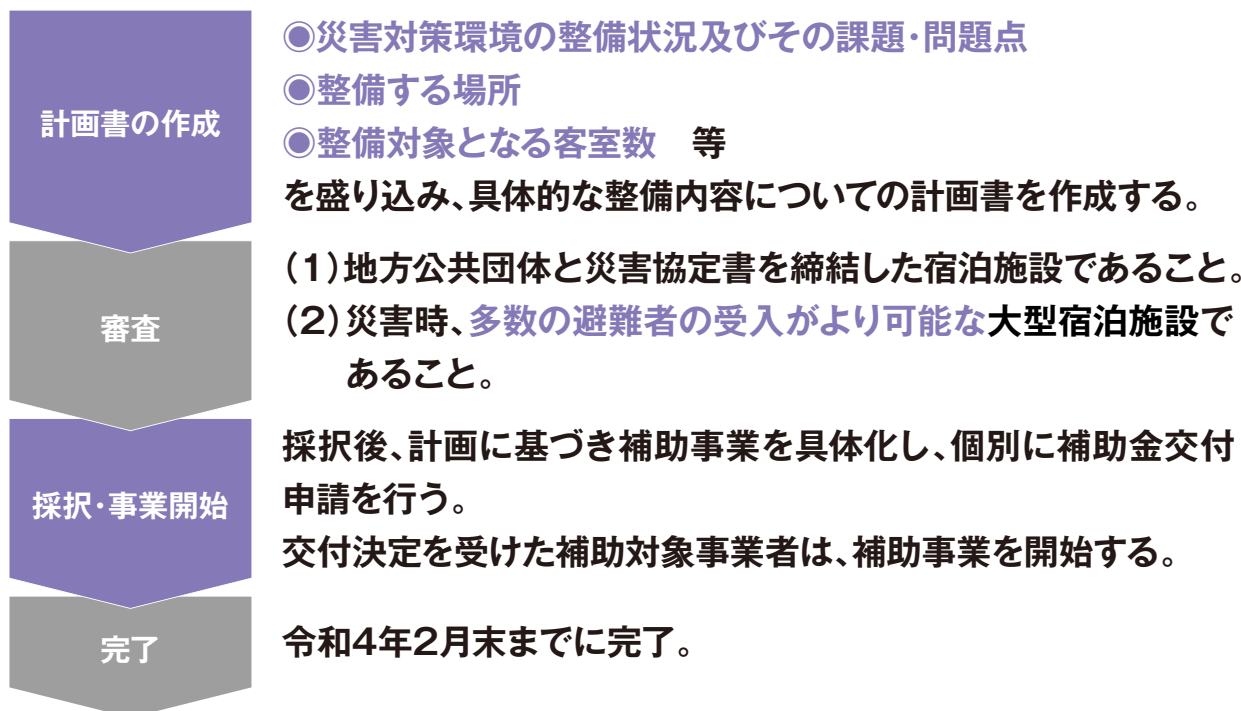 計画書の作成
◉災害対策環境の整備状況及びその課題・問題点
◉整備する場所
◉整備対象となる客室数　等
を盛り込み、具体的な整備内容についての計画書を作成する。
審査
（1）地方公共団体と災害協定書を締結した宿泊施設であること。
（2）災害時、多数の避難者の受入がより可能な大型宿泊施設で
あること。
採択・事業開始
採択後、計画に基づき補助事業を具体化し、個別に補助金交付
申請を行う。
交付決定を受けた補助対象事業者は、補助事業を開始する。
完了
令和4年2月末までに完了。